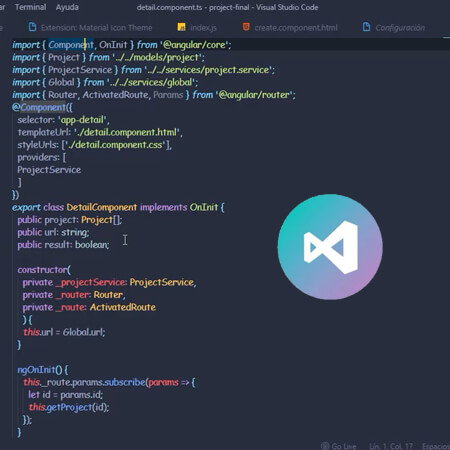 ar Terminal Ayuda detail.component.ts - project-final - Visual Studio Code
Extension: Material Icon Theme index.js create.component.html Configuración
import { Component, OnInit } from '@angular/core';
import { Project } from '../../models/project';
import { ProjectService } from '../../services/project.service';
import { Global } from '../../services/global';
import { Router, ActivatedRoute, Params } from '@angular/router';
@Component({
selector: 'app-detail',
templateUrl: './detail.component.html',
styleUrls: ['./detail.component.css'],
providers: [
ProjectService
]
})
export class DetailComponent implements OnInit {
public project: Project[];
public url: string;
public result: boolean;
constructor(
private _projectService: ProjectService,
private _router: Router,
private _route: ActivatedRoute
) {
this.url = Global.url;
}
ngOnInit() {
this._route.params.subscribe(params => {
let id = params.id;
this.getProject(id);
});
}
Go Live Lín. 1, Col. 17 Espacio